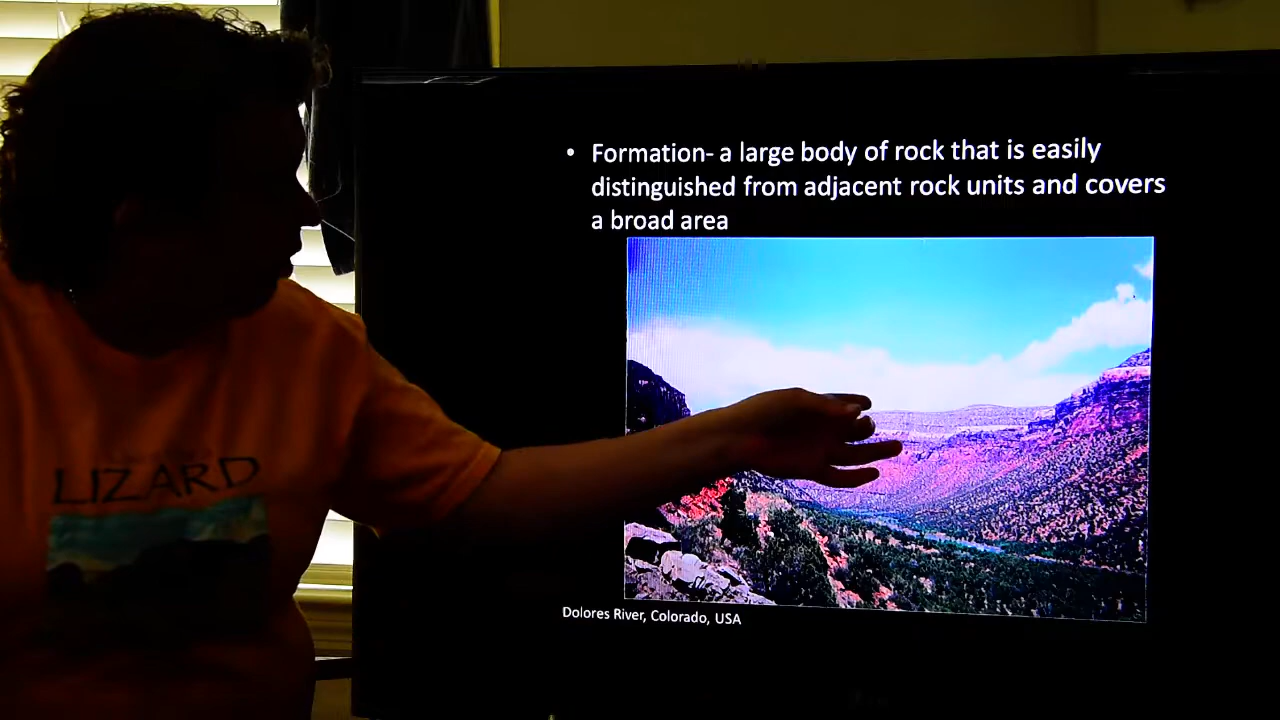 • Formation- a large body of rock that is easily
distinguished from adjacent rock units and covers
a broad area
LIZARD
Dolores River, Colorado, USA